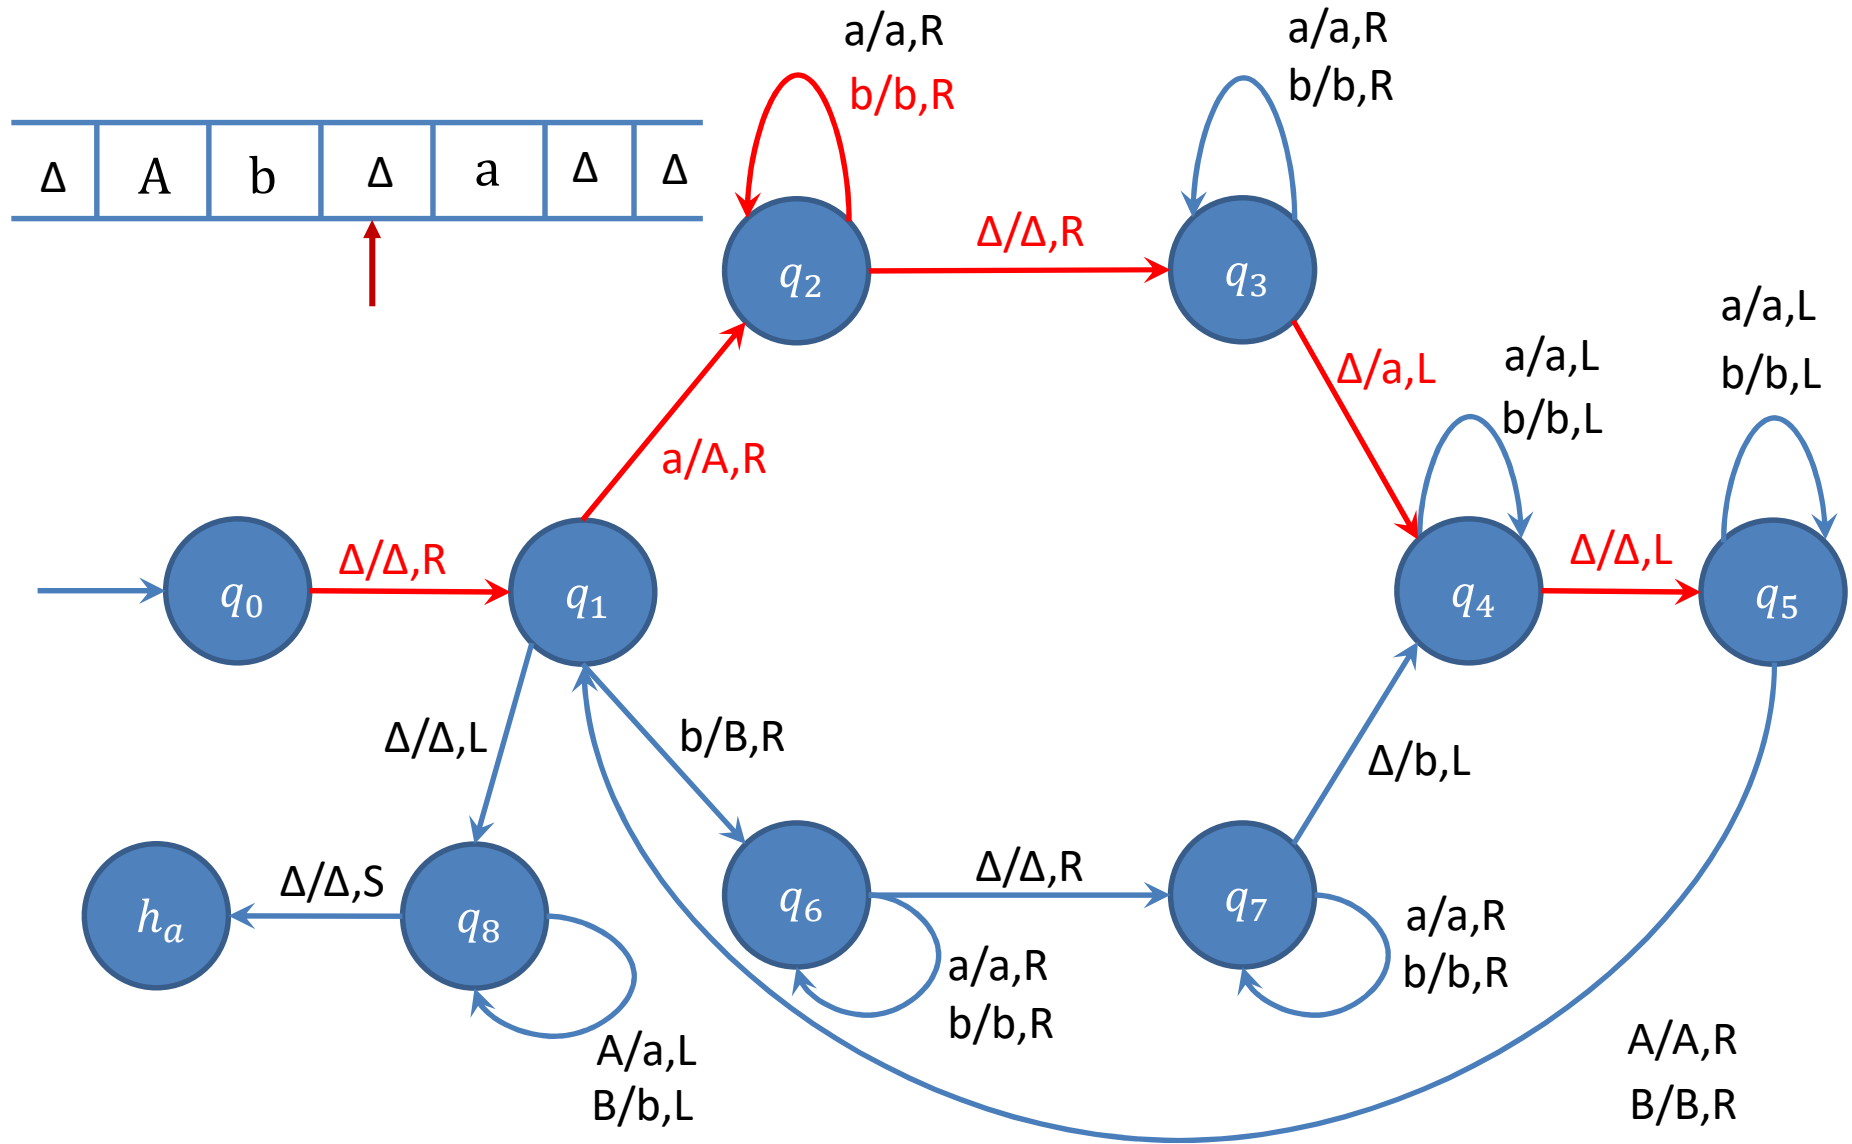 a/a,R
b/b,R
a/a,R
b/b,R
Δ A b Δ a Δ Δ
q2
Δ/Δ,R
q3
a/a,L
b/b,L
Δ/a,L
a/a,L
b/b,L
a/A,R
q0
Δ/Δ,R
q1
q4
Δ/Δ,L
q5
Δ/Δ,L
b/B,R
Δ/b,L
ha
Δ/Δ,S
q8
q6
Δ/Δ,R
q7
a/a,R
b/b,R
a/a,R
b/b,R
A/a,L
B/b,L
A/A,R
B/B,R